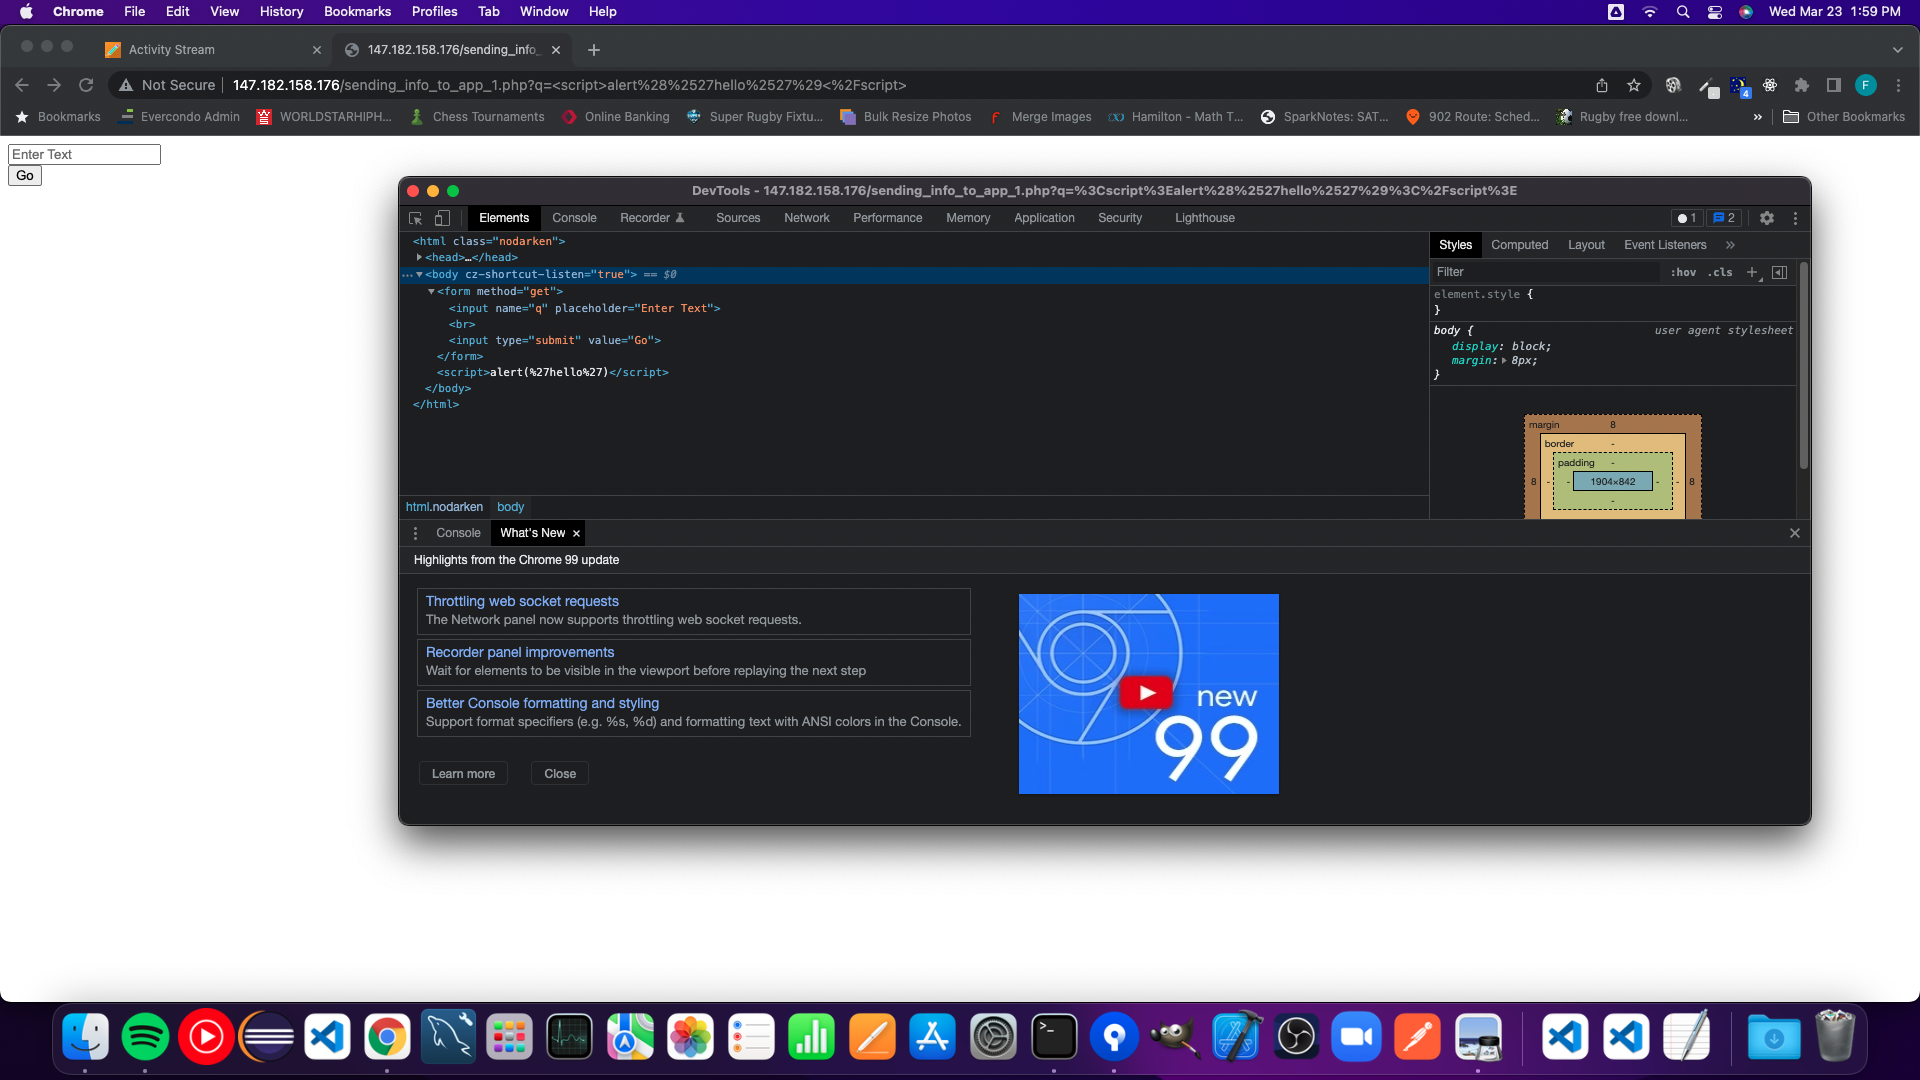 Chrome File Edit View History Bookmarks Profiles Tab Window Help Wed Mar 23 1:59 PM
Activity Stream 147.182.158.176/sending_info_
Not Secure 147.182.158.176/sending_info_to_app_1.php?q=<script>alert%28%2527hello%2527%29<%2Fscript> 4 F
Bookmarks Evercondo Admin WORLDSTARHIPH... Chess Tournaments Online Banking Super Rugby Fixtu... Bulk Resize Photos Merge Images Hamilton - Math T... SparkNotes: SAT... 902 Route: Sched... Rugby free downl... » Other Bookmarks
Enter Text
Go
DevTools - 147.182.158.176/sending_info_to_app_1.php?q=%3Cscript%3Ealert%28%2527hello%2527%29%3C%2Fscript%3E
Elements Console Recorder Sources Network Performance Memory Application Security Lighthouse 1 2
<html class="nodarken">
<head>…</head>
<body cz-shortcut-listen="true"> == $0
<form method="get">
<input name="q" placeholder="Enter Text">
<br>
<input type="submit" value="Go">
</form>
<script>alert(%27hello%27)</script>
</body>
</html>
html.nodarken body
Styles Computed Layout Event Listeners »
Filter :hov .cls +
element.style {
}
body { user agent stylesheet
display: block;
margin: 8px;
}
margin 8
border -
padding -
8 - - 1904×842 - - 8
-
Console What's New
Highlights from the Chrome 99 update
Throttling web socket requests
The Network panel now supports throttling web socket requests.
Recorder panel improvements
Wait for elements to be visible in the viewport before replaying the next step
Better Console formatting and styling
Support format specifiers (e.g. %s, %d) and formatting text with ANSI colors in the Console.
Learn more Close
new
99